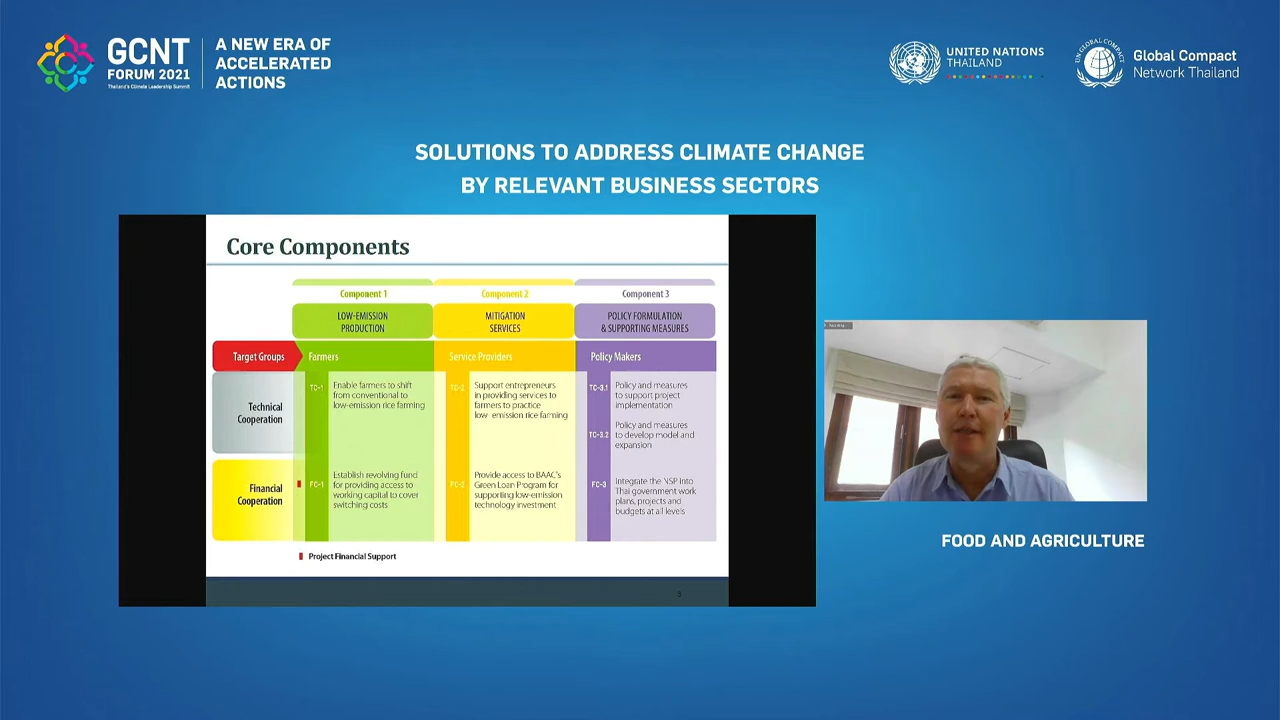 GCNT
FORUM 2021
Thailand's Climate Leadership Summit
A NEW ERA OF
ACCELERATED
ACTIONS
UNITED NATIONS
THAILAND
UN GLOBAL COMPACT
Global Compact
Network Thailand
SOLUTIONS TO ADDRESS CLIMATE CHANGE
BY RELEVANT BUSINESS SECTORS
Core Components
Component 1
LOW-EMISSION
PRODUCTION
Component 2
MITIGATION
SERVICES
Component 3
POLICY FORMULATION
& SUPPORTING MEASURES
Target Groups
Farmers
Service Providers
Policy Makers
Technical
Cooperation
TC-1
Enable farmers to shift
from conventional to
low-emission rice farming
TC-2
Support entrepreneurs
in providing services to
farmers to practice
low- emission rice farming
TC-3.1
Policy and measures
to support project
implementation
TC-3.2
Policy and measures
to develop model and
expansion
Financial
Cooperation
FC-1
Establish revolving fund
for providing access to
working capital to cover
switching costs
FC-2
Provide access to BAAC's
Green Loan Program for
supporting low-emission
technology investment
FC-3
Integrate the NSP into
Thai government work
plans, projects and
budgets at all levels
Project Financial Support
3
FOOD AND AGRICULTURE